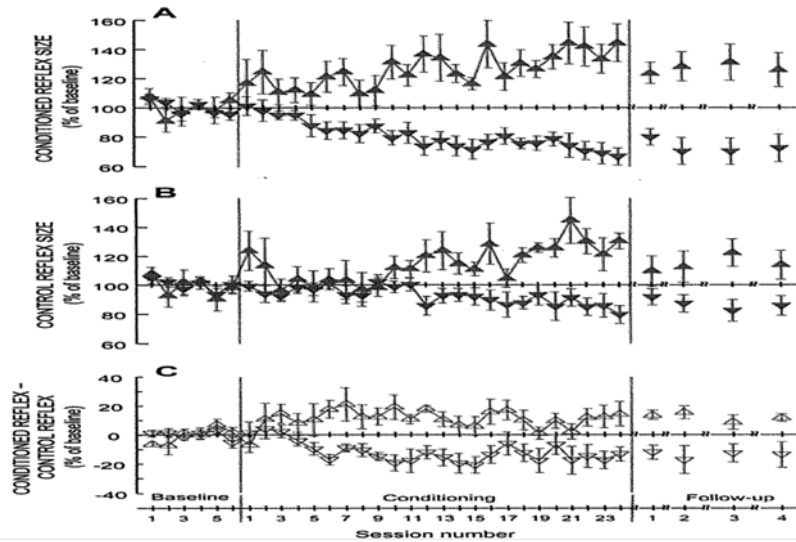 A
CONDITIONED REFLEX SIZE
(% of baseline)
160
140
120
100
80
60
B
CONTROL REFLEX SIZE
(% of baseline)
160
140
120
100
80
60
C
CONDITIONED REFLEX –
CONTROL REFLEX
(% of baseline)
40
20
0
-20
-40
Baseline Conditioning Follow-up
1 3 5 1 3 5 7 9 11 13 15 17 19 21 23 1 2 3 4
Session number